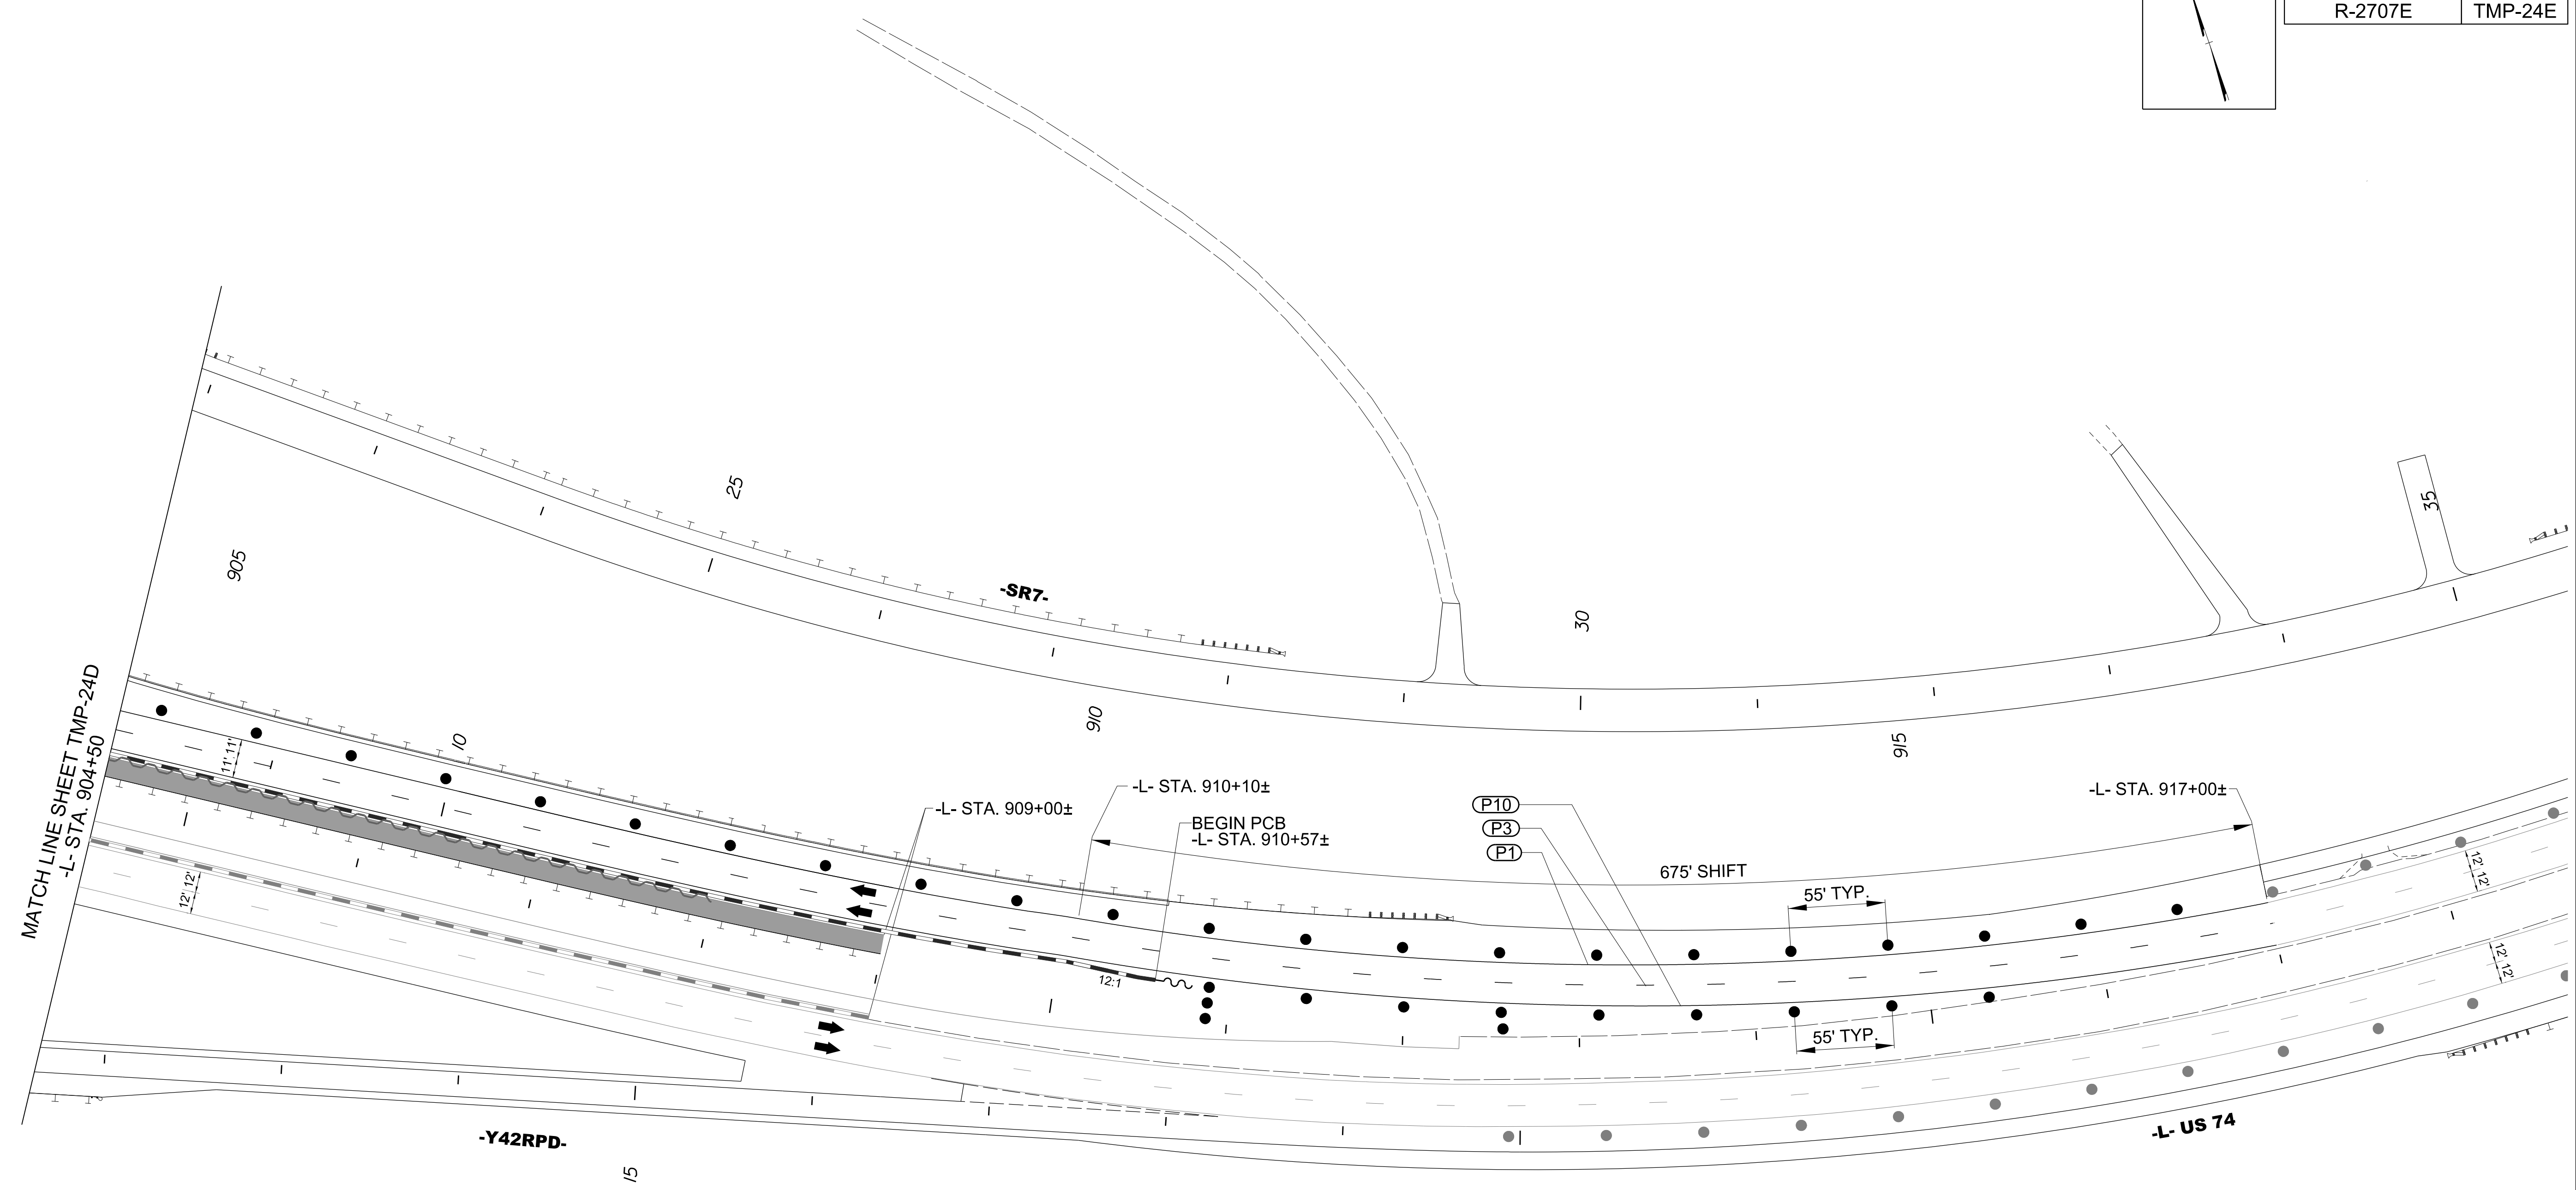 R-2707E TMP-24E
25
35
905
-SR7-
30
MATCH LINE SHEET TMP-24D
-L- STA. 904+50
10
910
915
11' 11'
-L- STA. 910+10±
-L- STA. 917+00±
-L- STA. 909+00±
BEGIN PCB
-L- STA. 910+57±
P10
P3
P1
675' SHIFT
55' TYP.
12' 12'
12' 12'
12:1
12' 12'
55' TYP.
-Y42RPD-
-L- US 74
15